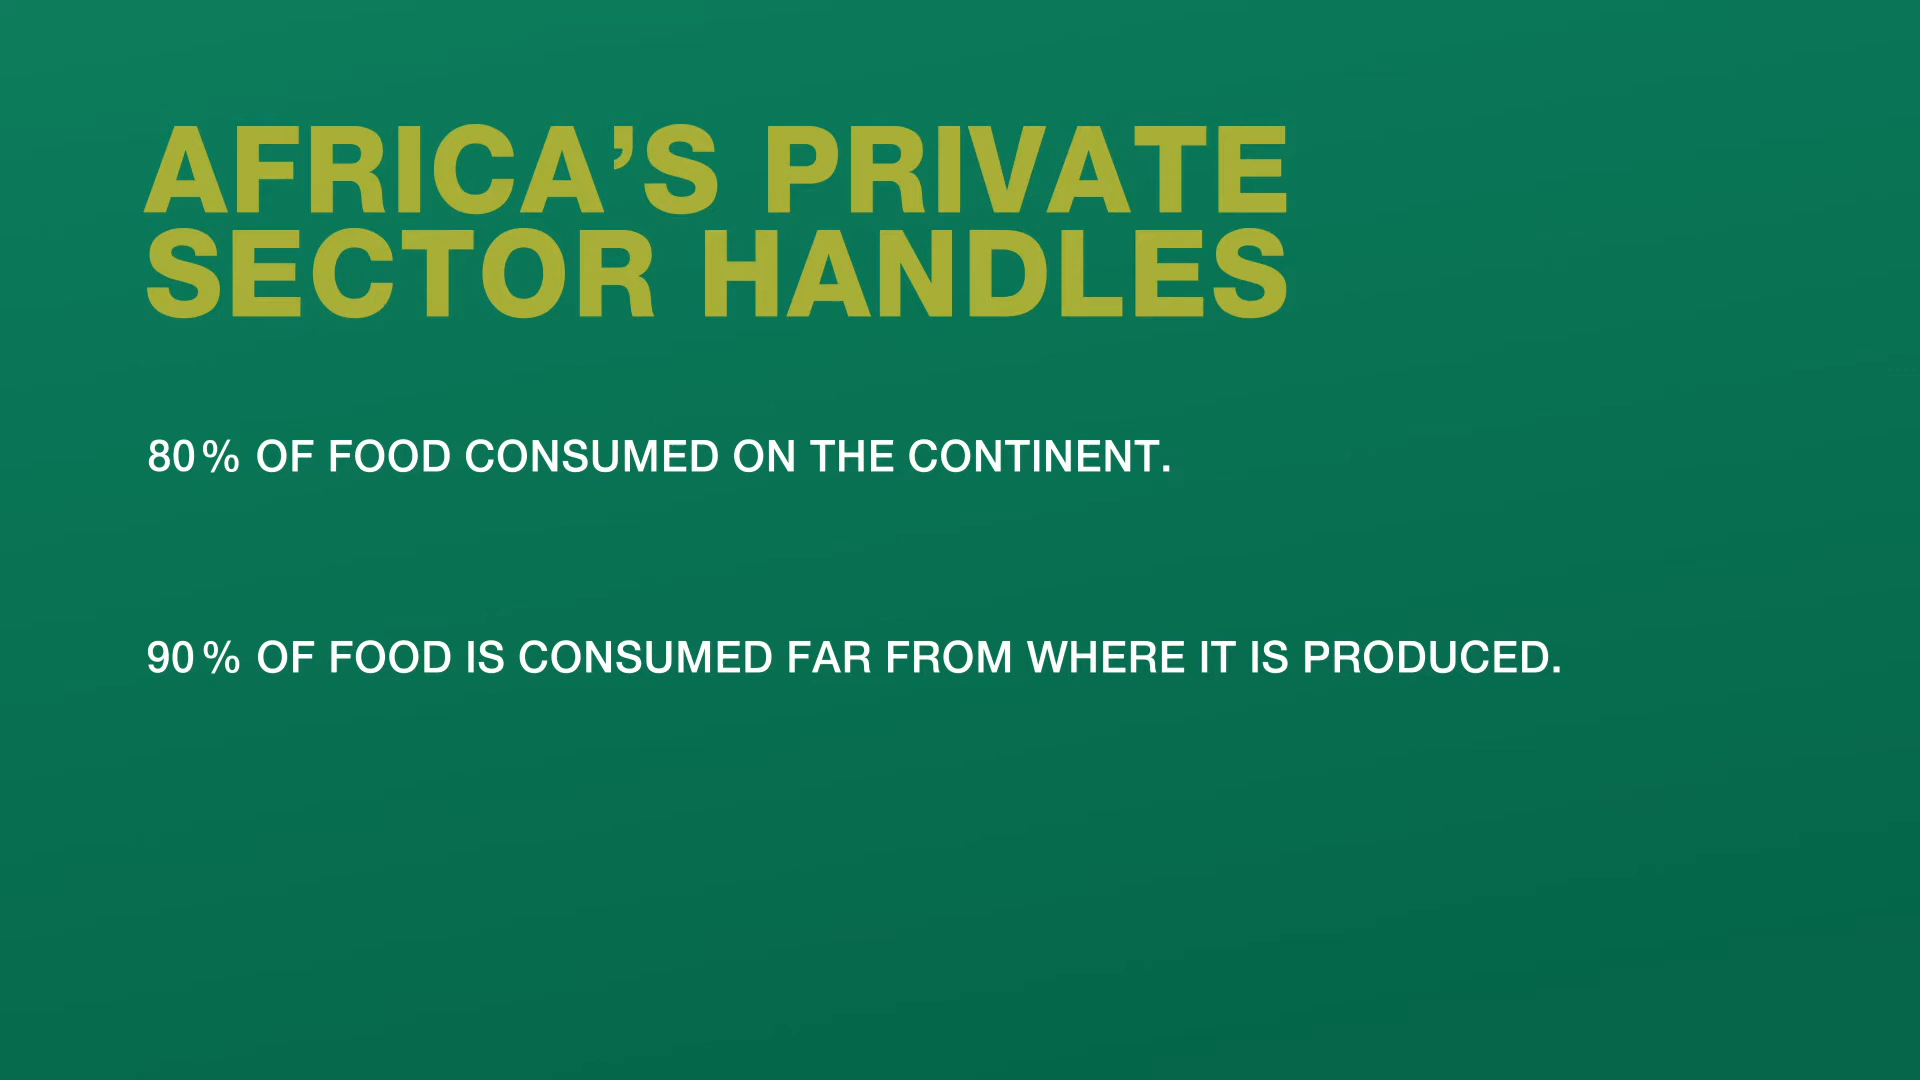 AFRICA’S PRIVATE
SECTOR HANDLES
80 % OF FOOD CONSUMED ON THE CONTINENT.
90 % OF FOOD IS CONSUMED FAR FROM WHERE IT IS PRODUCED.